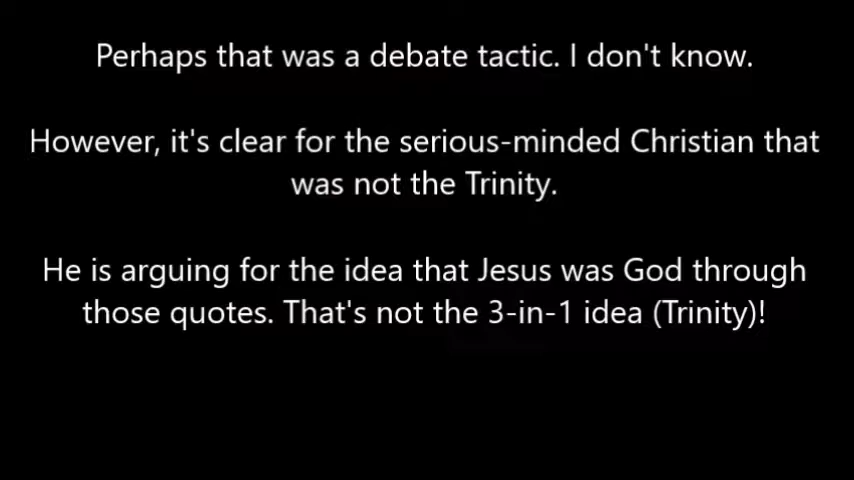 Perhaps that was a debate tactic. I don't know.
However, it's clear for the serious-minded Christian that
was not the Trinity.
He is arguing for the idea that Jesus was God through
those quotes. That's not the 3-in-1 idea (Trinity)!